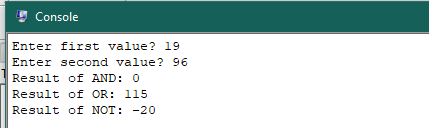 Console
Enter first value? 19
Enter second value? 96
Result of AND: 0
Result of OR: 115
Result of NOT: -20